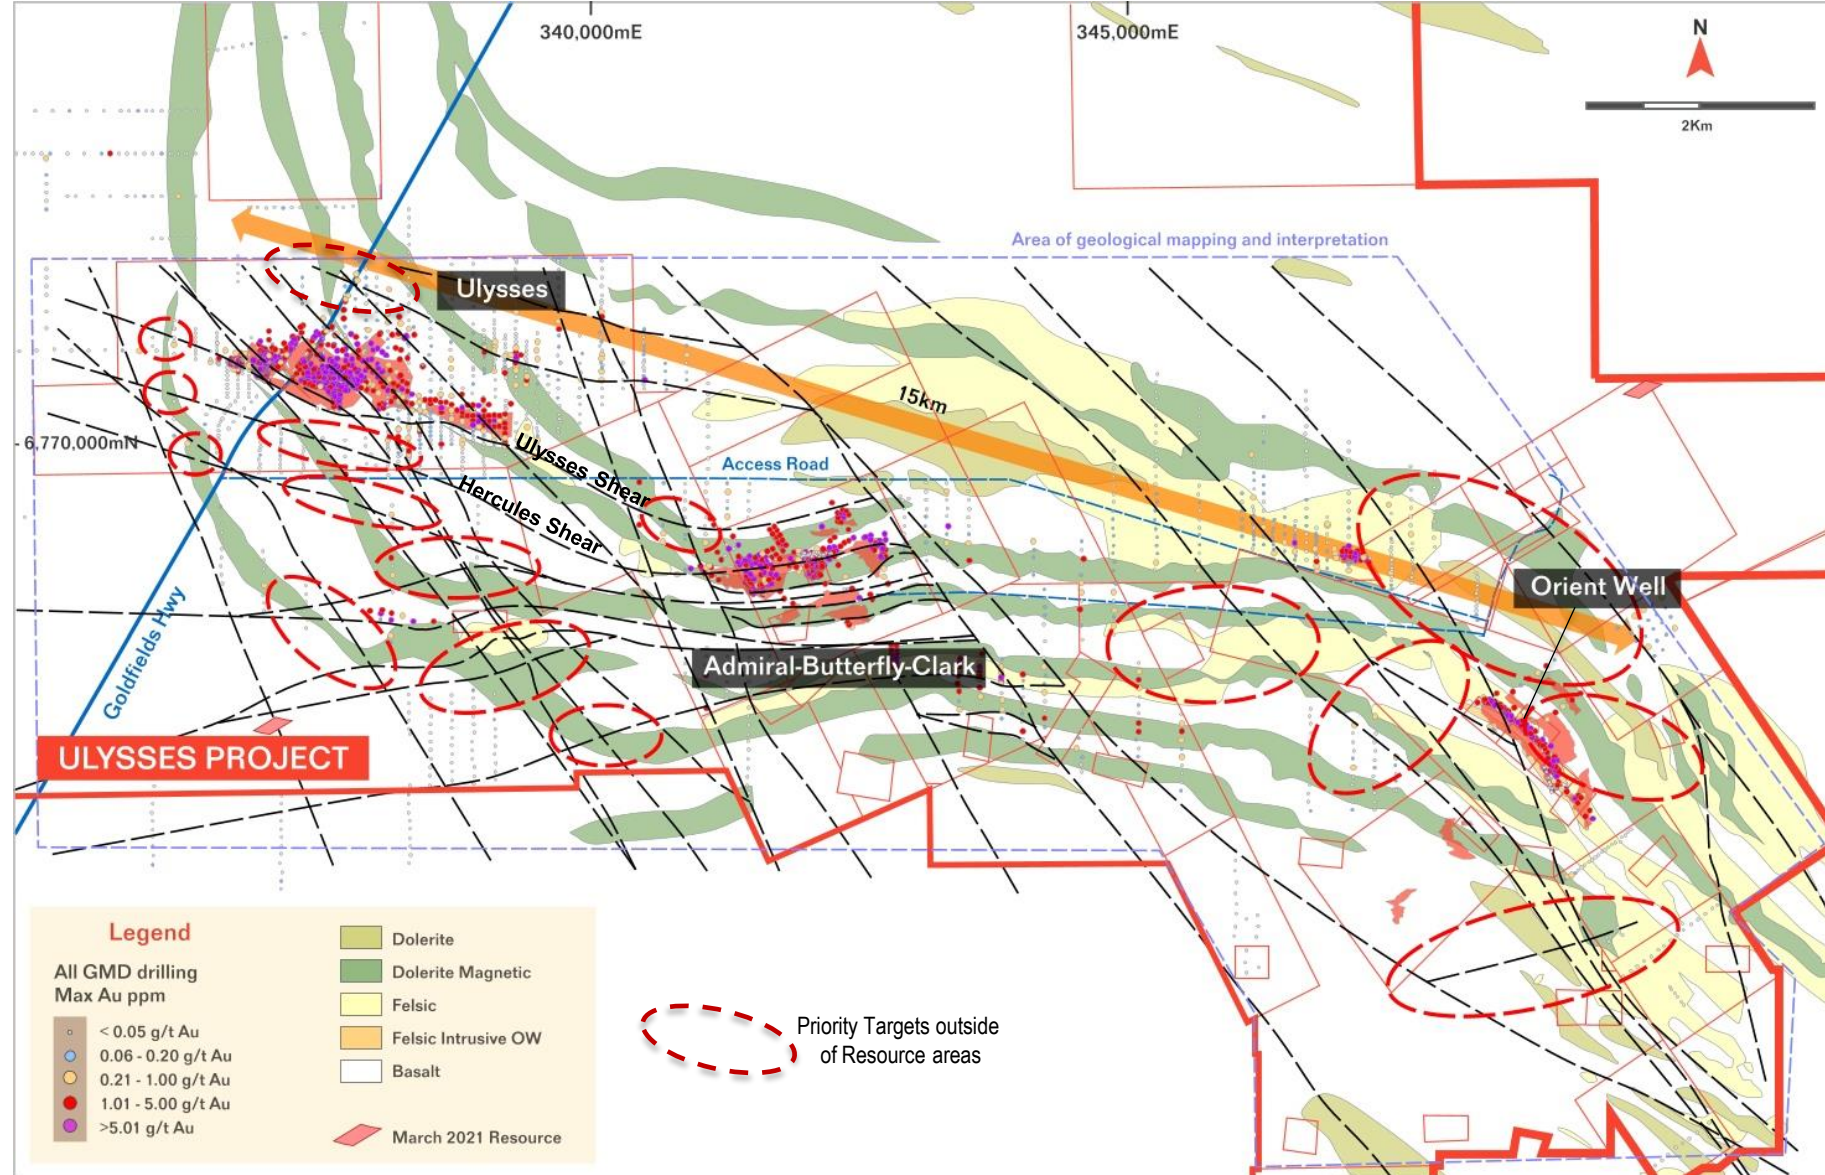 340,000mE
345,000mE
N
2Km
Area of geological mapping and interpretation
Ulysses
15km
6,770,000mN
Access Road
Ulysses Shear
Hercules Shear
Orient Well
Goldfields Hwy
Admiral-Butterfly-Clark
ULYSSES PROJECT
Legend
All GMD drilling
Max Au ppm
< 0.05 g/t Au
0.06 - 0.20 g/t Au
0.21 - 1.00 g/t Au
1.01 - 5.00 g/t Au
>5.01 g/t Au
Dolerite
Dolerite Magnetic
Felsic
Felsic Intrusive OW
Basalt
March 2021 Resource
Priority Targets outside
of Resource areas